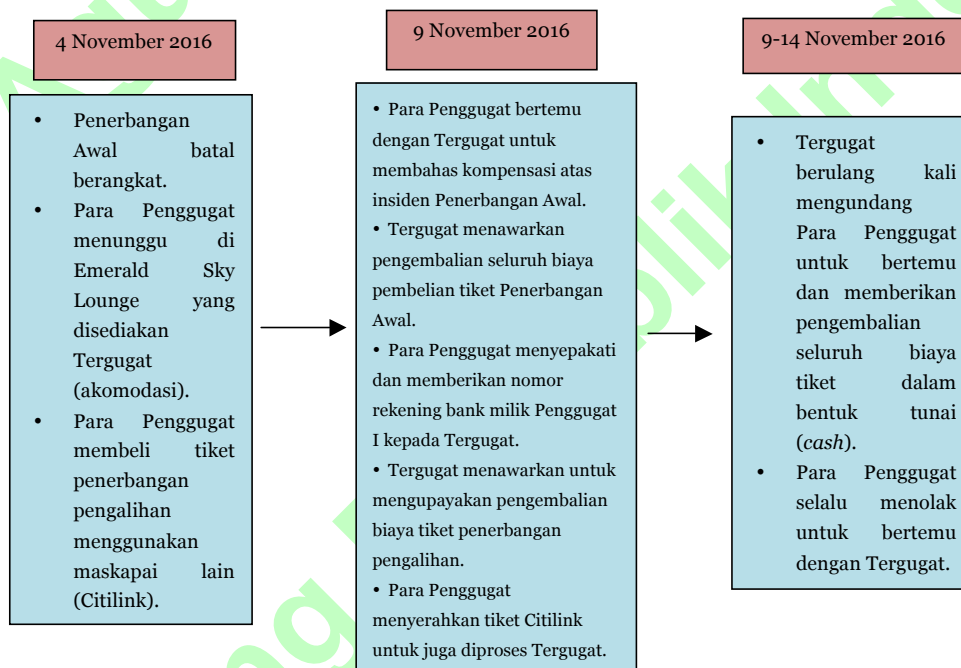 4 November 2016
• Penerbangan
Awal batal
berangkat.
• Para Penggugat
menunggu di
Emerald Sky
Lounge yang
disediakan
Tergugat
(akomodasi).
• Para Penggugat
membeli tiket
penerbangan
pengalihan
menggunakan
maskapai lain
(Citilink).
9 November 2016
• Para Penggugat bertemu
dengan Tergugat untuk
membahas kompensasi atas
insiden Penerbangan Awal.
• Tergugat menawarkan
pengembalian seluruh biaya
pembelian tiket Penerbangan
Awal.
• Para Penggugat menyepakati
dan memberikan nomor
rekening bank milik Penggugat
I kepada Tergugat.
• Tergugat menawarkan untuk
mengupayakan pengembalian
biaya tiket penerbangan
pengalihan.
• Para Penggugat
menyerahkan tiket Citilink
untuk juga diproses Tergugat.
9-14 November 2016
• Tergugat
berulang kali
mengundang
Para Penggugat
untuk bertemu
dan memberikan
pengembalian
seluruh biaya
tiket dalam
bentuk tunai
(cash).
• Para Penggugat
selalu menolak
untuk bertemu
dengan Tergugat.